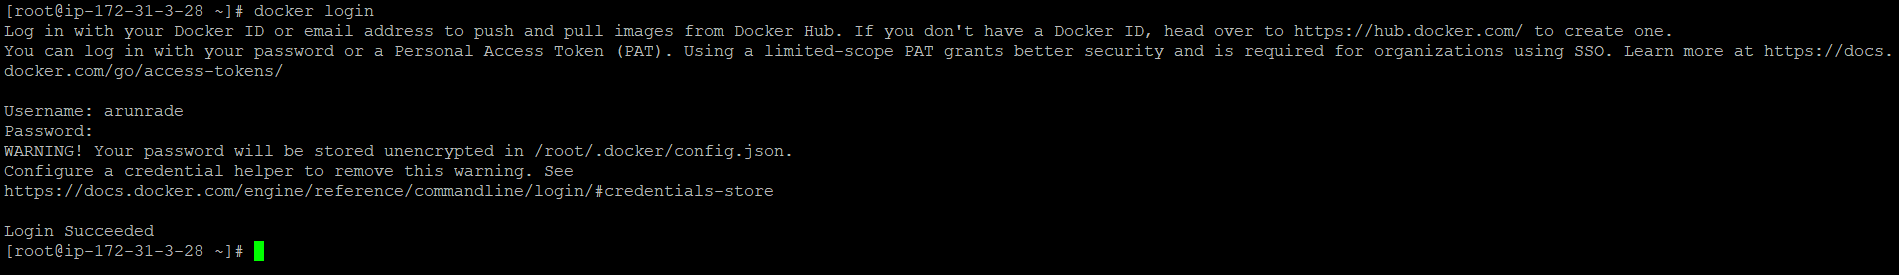 [root@ip-172-31-3-28 ~]# docker login
Log in with your Docker ID or email address to push and pull images from Docker Hub. If you don't have a Docker ID, head over to https://hub.docker.com/ to create one.
You can log in with your password or a Personal Access Token (PAT). Using a limited-scope PAT grants better security and is required for organizations using SSO. Learn more at https://docs.
docker.com/go/access-tokens/

Username: arunrade
Password:
WARNING! Your password will be stored unencrypted in /root/.docker/config.json.
Configure a credential helper to remove this warning. See
https://docs.docker.com/engine/reference/commandline/login/#credentials-store

Login Succeeded
[root@ip-172-31-3-28 ~]#